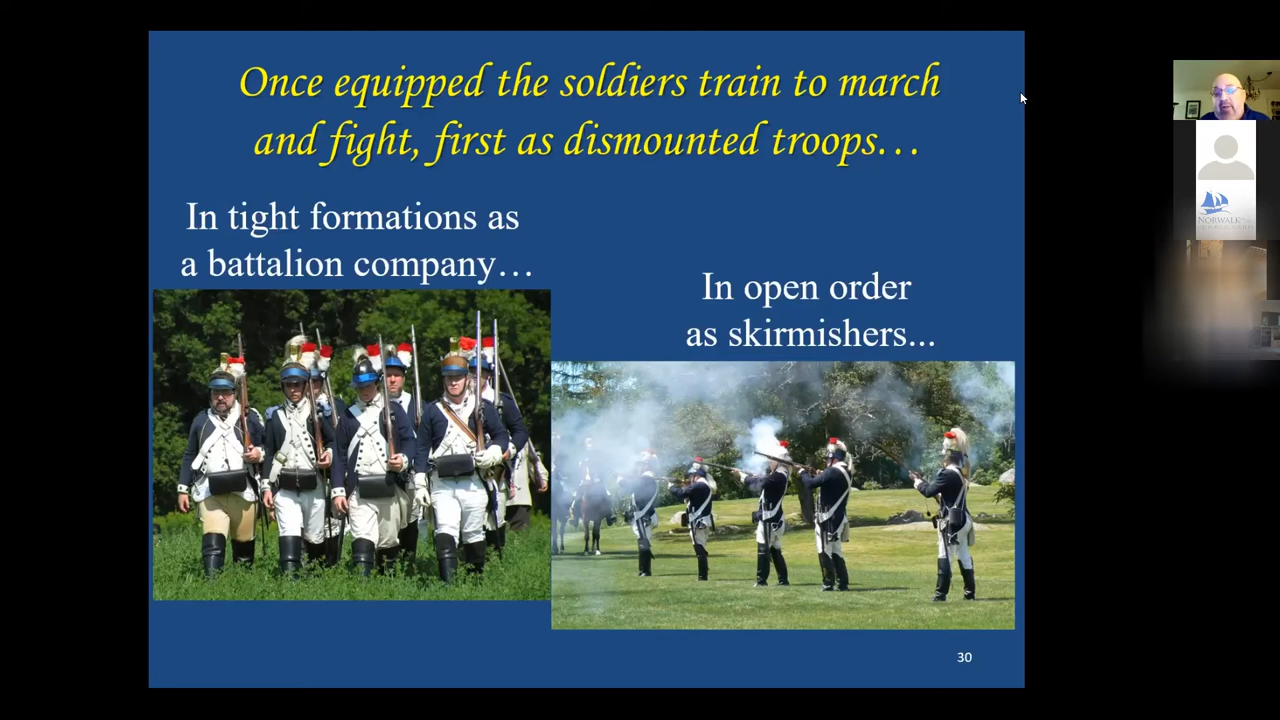 Once equipped the soldiers train to march
and fight, first as dismounted troops…
In tight formations as
a battalion company…
In open order
as skirmishers...
30
NORWALK